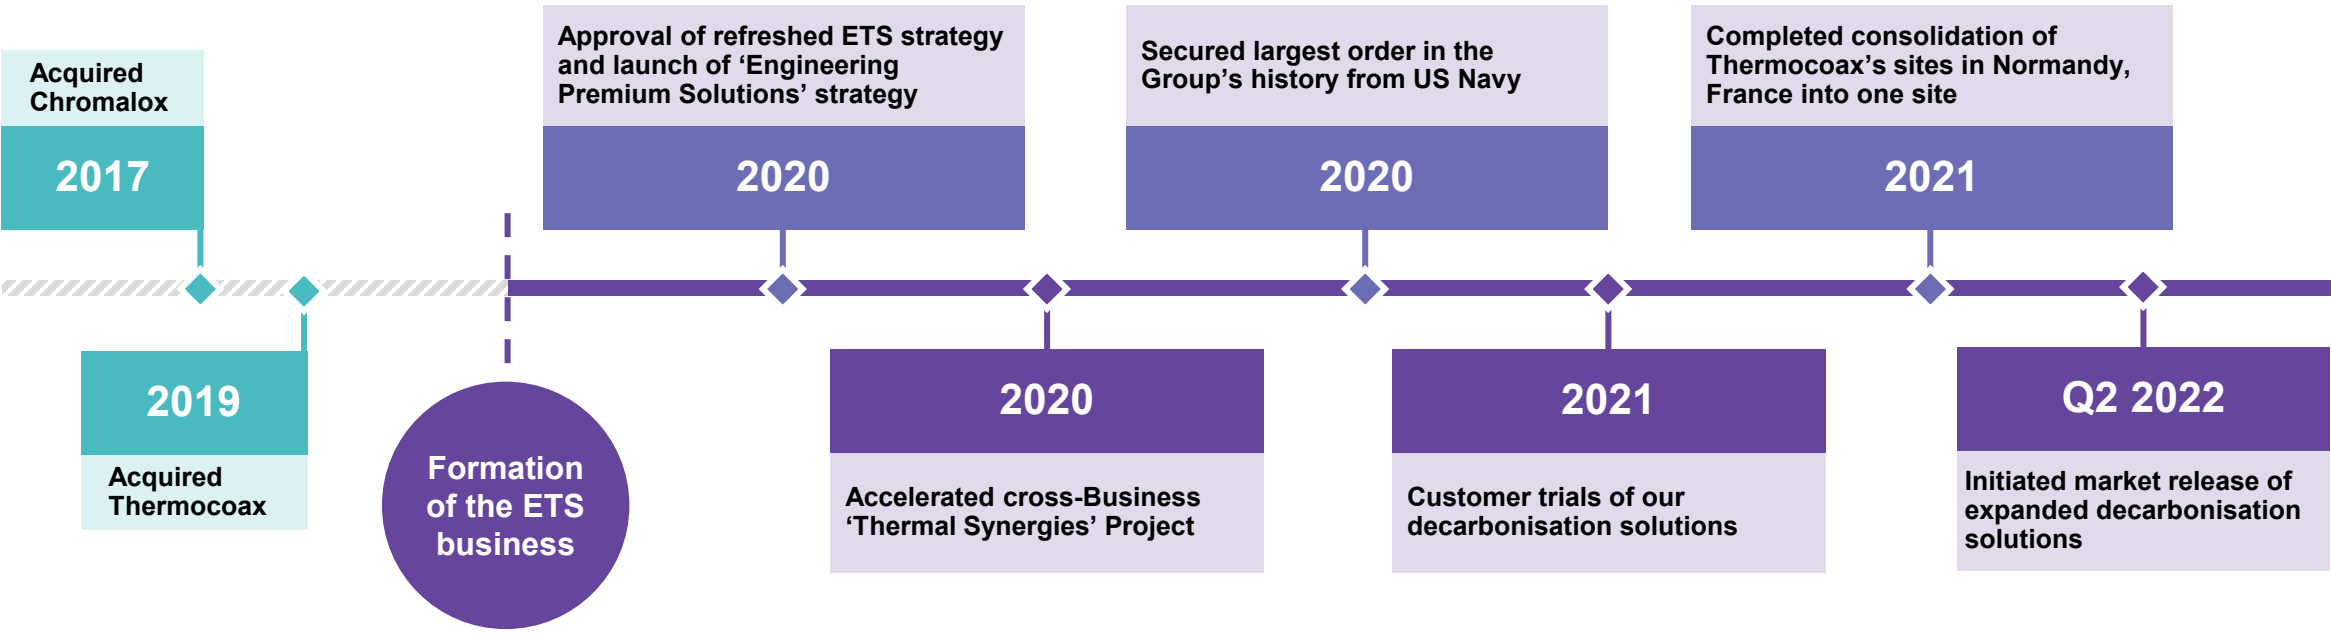 Acquired
Chromalox
2017
2019
Acquired
Thermocoax
Formation
of the ETS
business
Approval of refreshed ETS strategy
and launch of ‘Engineering
Premium Solutions’ strategy
2020
2020
Accelerated cross-Business
‘Thermal Synergies’ Project
Secured largest order in the
Group’s history from US Navy
2020
2021
Customer trials of our
decarbonisation solutions
Completed consolidation of
Thermocoax’s sites in Normandy,
France into one site
2021
Q2 2022
Initiated market release of
expanded decarbonisation
solutions